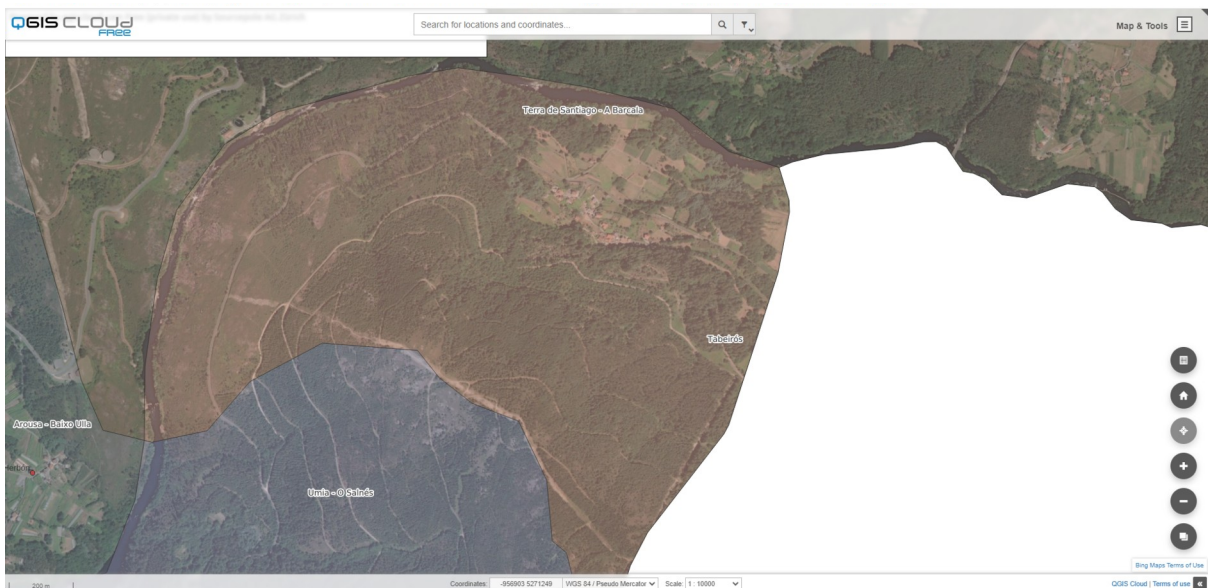 QGIS CLOUD
FREE
Search for locations and coordinates...
Map & Tools
Terra de Santiago - A Barcala
Tabeirós
Arousa - Baixo Ulla
Umia - O Salnés
Bing Maps Terms of Use
200 m
Coordinates: -956903 5271249 WGS 84 / Pseudo Mercator Scale: 1 : 10000
QGIS Cloud | Terms of use